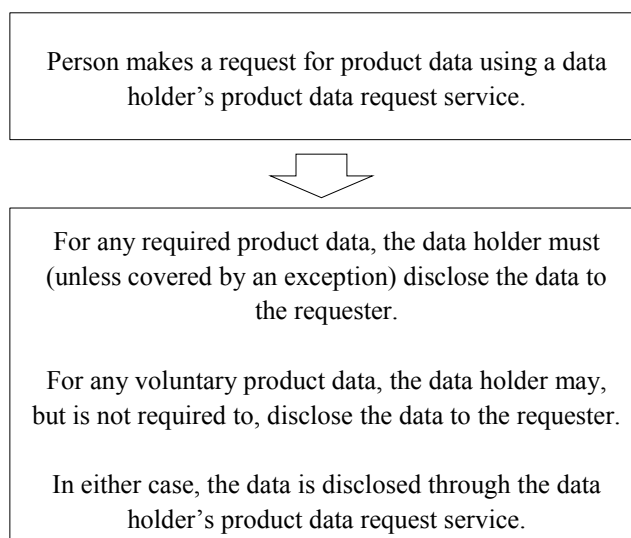 Person makes a request for product data using a data
holder’s product data request service.
For any required product data, the data holder must
(unless covered by an exception) disclose the data to
the requester.
For any voluntary product data, the data holder may,
but is not required to, disclose the data to the requester.
In either case, the data is disclosed through the data
holder’s product data request service.